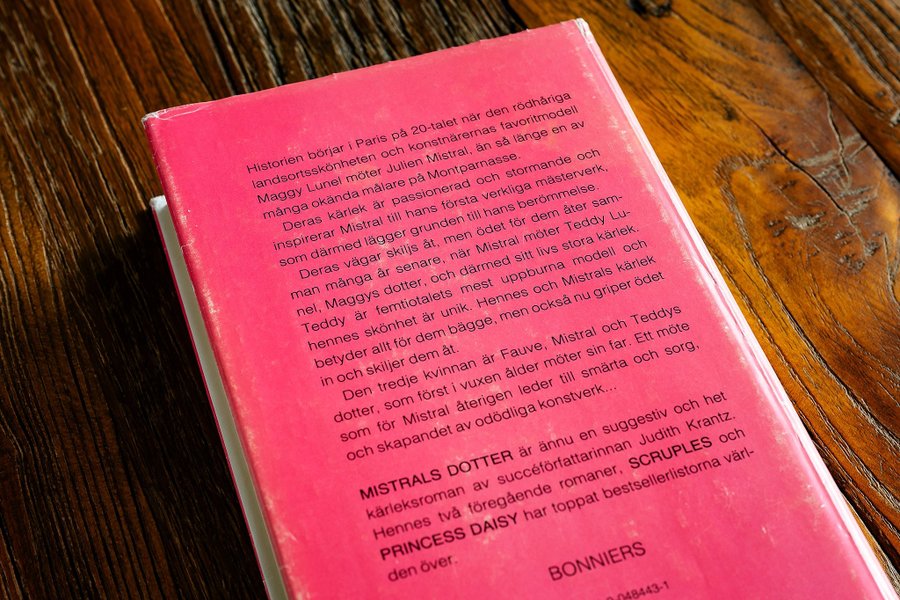 Historien börjar i Paris på 20-talet när den rödhåriga
landsortsskönheten och konstnärernas favoritmodell
Maggy Lunel möter Julien Mistral, än så länge en av
många okända målare på Montparnasse.
Deras kärlek är passionerad och stormande och
inspirerar Mistral till hans första verkliga mästerverk,
som därmed lägger grunden till hans berömmelse.
Deras vägar skiljs åt, men ödet för dem åter sam-
man många år senare, när Mistral möter Teddy Lu-
nel, Maggys dotter, och därmed sitt livs stora kärlek.
Teddy är femtiotalets mest uppburna modell och
hennes skönhet är unik. Hennes och Mistrals kärlek
betyder allt för dem bägge, men också nu griper ödet
in och skiljer dem åt.
Den tredje kvinnan är Fauve, Mistral och Teddys
dotter, som först i vuxen ålder möter sin far. Ett möte
som för Mistral återigen leder till smärta och sorg,
och skapandet av odödliga konstverk...
MISTRALS DOTTER är ännu en suggestiv och het
kärleksroman av succéförfattarinnan Judith Krantz.
Hennes två föregående romaner, SCRUPLES och
PRINCESS DAISY har toppat bestsellerlistorna värl-
den över.
BONNIERS
-048443-1